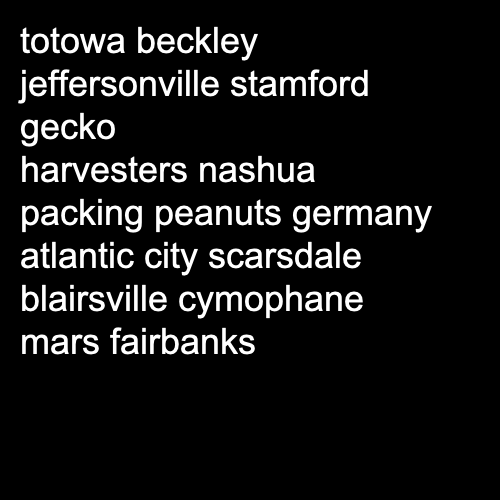 totowa beckley
jeffersonville stamford
gecko
harvesters nashua
packing peanuts germany
atlantic city scarsdale
blairsville cymophane
mars fairbanks